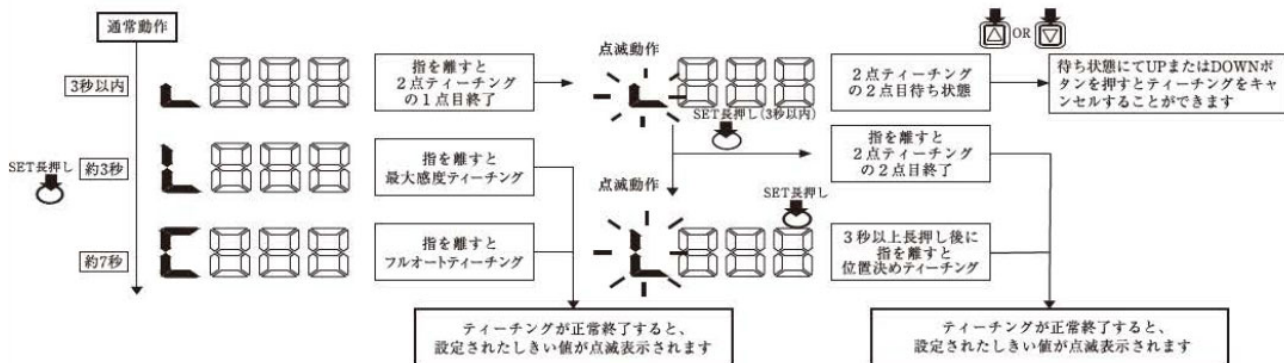 通常動作
3秒以内
指を離すと
2点ティーチング
の1点目終了
点滅動作
2点ティーチング
の2点目待ち状態
OR
待ち状態にてUPまたはDOWNボ
タンを押すとティーチングをキャ
ンセルすることができます
SET長押し(3秒以内)
指を離すと
2点ティーチング
の2点目終了
SET長押し
約3秒
指を離すと
最大感度ティーチング
点滅動作
SET長押し
約7秒
指を離すと
フルオートティーチング
3秒以上長押し後に
指を離すと
位置決めティーチング
ティーチングが正常終了すると、
設定されたしきい値が点滅表示されます
ティーチングが正常終了すると、
設定されたしきい値が点滅表示されます